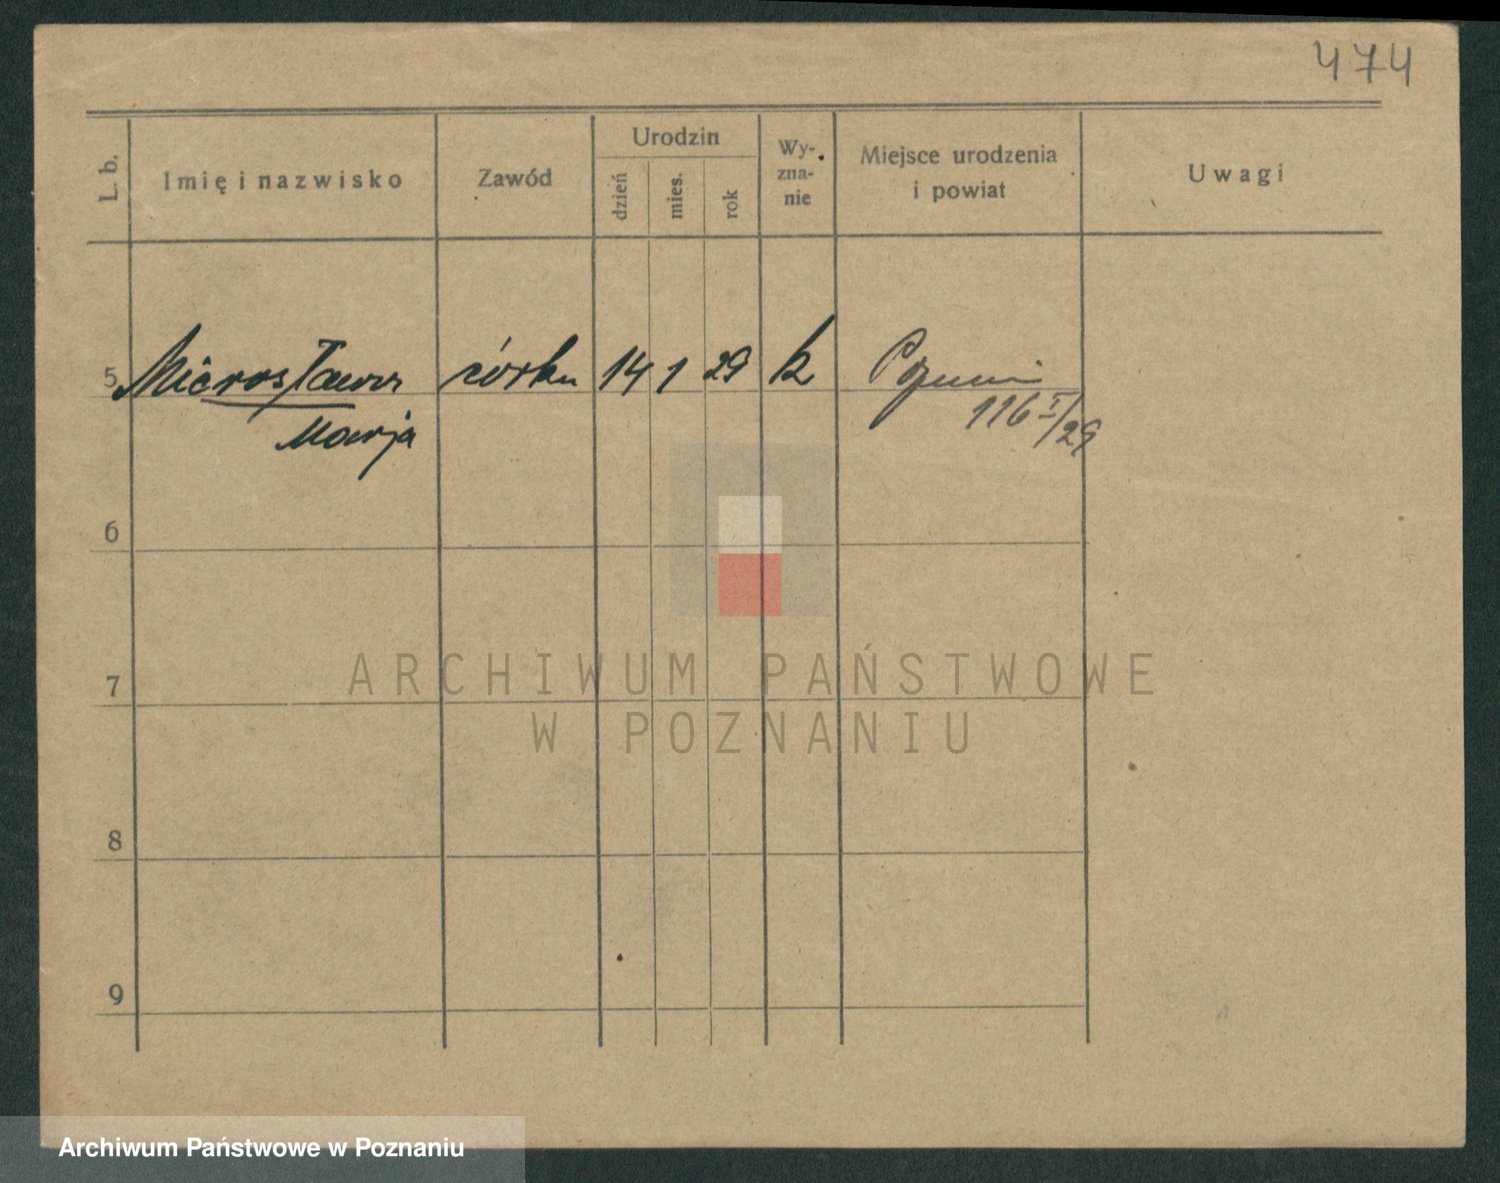 474
L. b.
Imię i nazwisko
Zawód
Urodzin
dzień
mies.
rok
Wy-
zna-
nie
Miejsce urodzenia
i powiat
Uwagi
5 Mirosława córka 14 1 29 k Poznań
Marja 116 I/29
6
7
8
9
ARCHIWUM PAŃSTWOWE
W POZNANIU
Archiwum Państwowe w Poznaniu